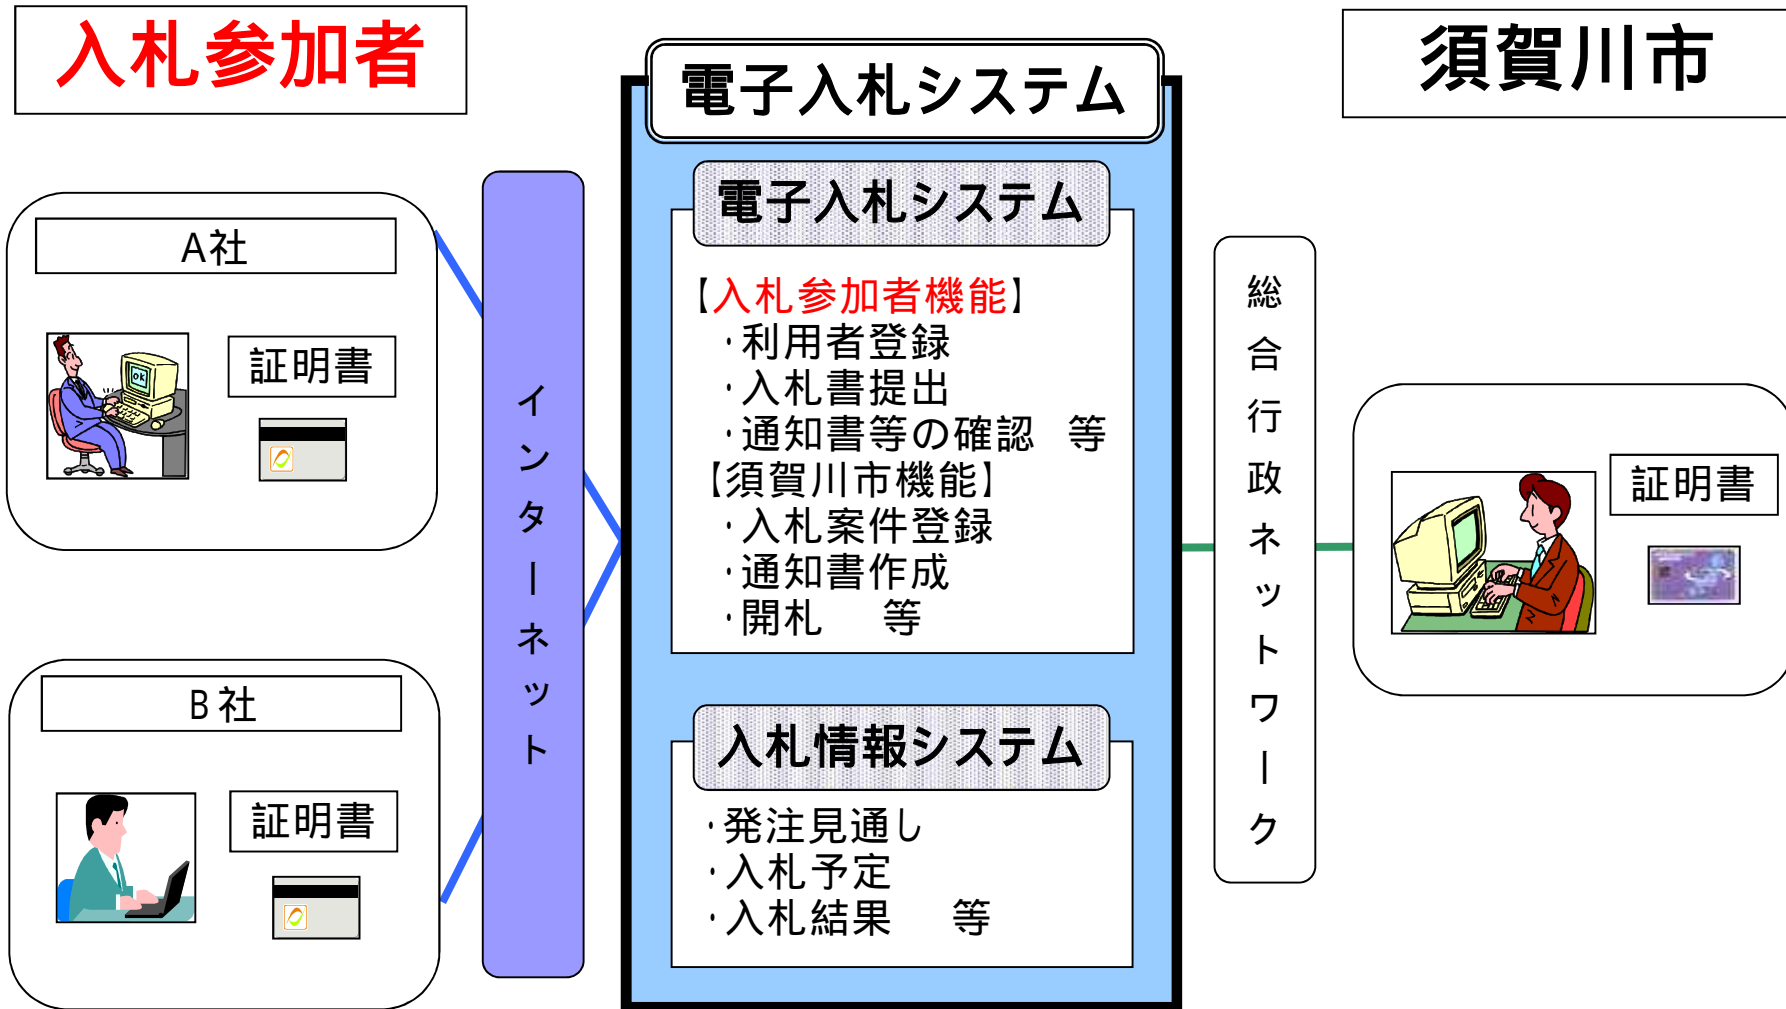 入札参加者
電子入札システム
須賀川市
A社
証明書
B社
証明書
インターネット
電子入札システム
【入札参加者機能】
・利用者登録
・入札書提出
・通知書等の確認　等
【須賀川市機能】
・入札案件登録
・通知書作成
・開札　等
入札情報システム
・発注見通し
・入札予定
・入札結果　等
総合行政ネットワーク
証明書
OK